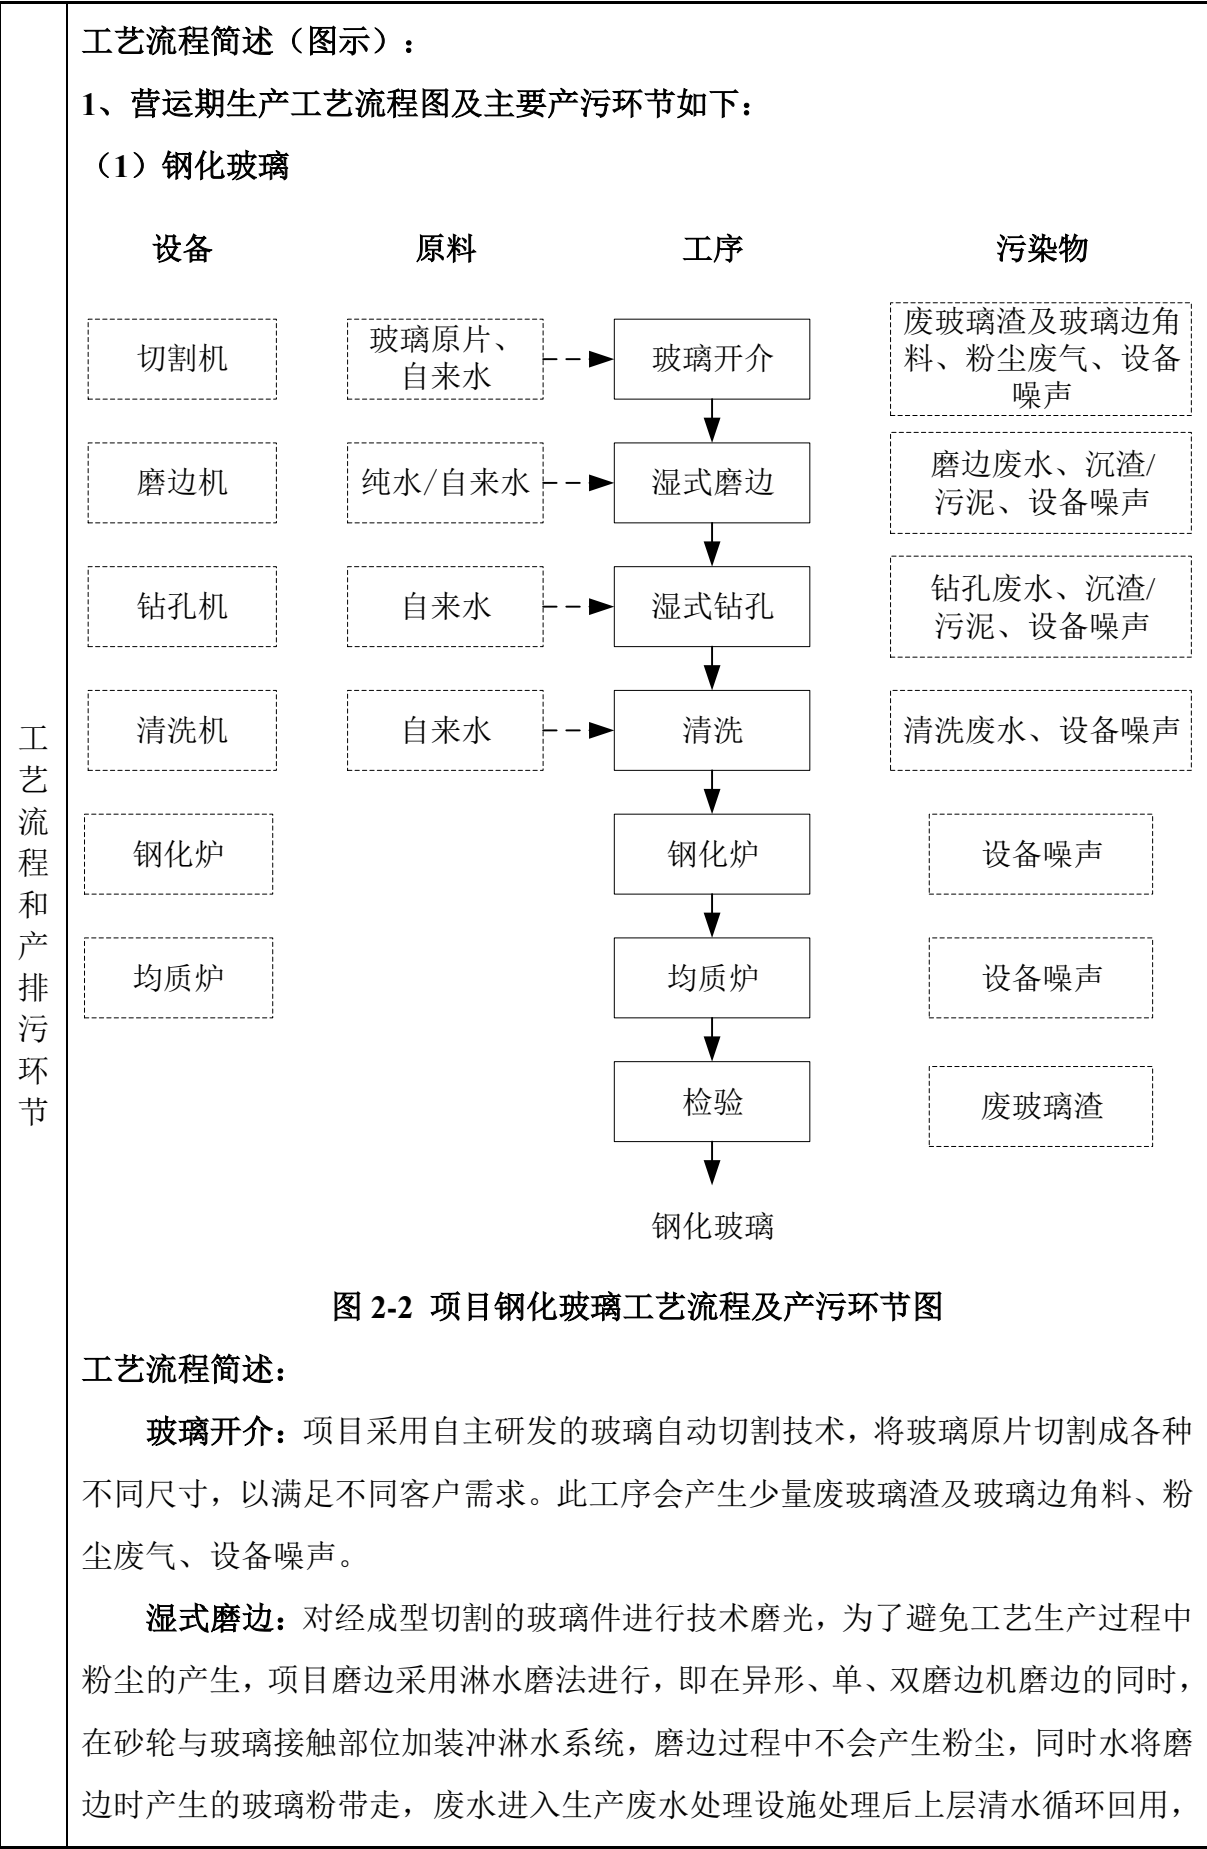 工艺流程简述（图示）：
1、营运期生产工艺流程图及主要产污环节如下：
（1）钢化玻璃
设备 原料 工序 污染物
切割机
玻璃原片、
自来水
玻璃开介
废玻璃渣及玻璃边角
料、粉尘废气、设备
噪声
磨边机
纯水/自来水
湿式磨边
磨边废水、沉渣/
污泥、设备噪声
钻孔机
自来水
湿式钻孔
钻孔废水、沉渣/
污泥、设备噪声
清洗机
自来水
清洗
清洗废水、设备噪声
钢化炉
钢化炉
设备噪声
均质炉
均质炉
设备噪声
检验
废玻璃渣
钢化玻璃
图 2-2 项目钢化玻璃工艺流程及产污环节图
工艺流程简述：
玻璃开介：项目采用自主研发的玻璃自动切割技术，将玻璃原片切割成各种
不同尺寸，以满足不同客户需求。此工序会产生少量废玻璃渣及玻璃边角料、粉
尘废气、设备噪声。
湿式磨边：对经成型切割的玻璃件进行技术磨光，为了避免工艺生产过程中
粉尘的产生，项目磨边采用淋水磨法进行，即在异形、单、双磨边机磨边的同时，
在砂轮与玻璃接触部位加装冲淋水系统，磨边过程中不会产生粉尘，同时水将磨
边时产生的玻璃粉带走，废水进入生产废水处理设施处理后上层清水循环回用，
工
艺
流
程
和
产
排
污
环
节